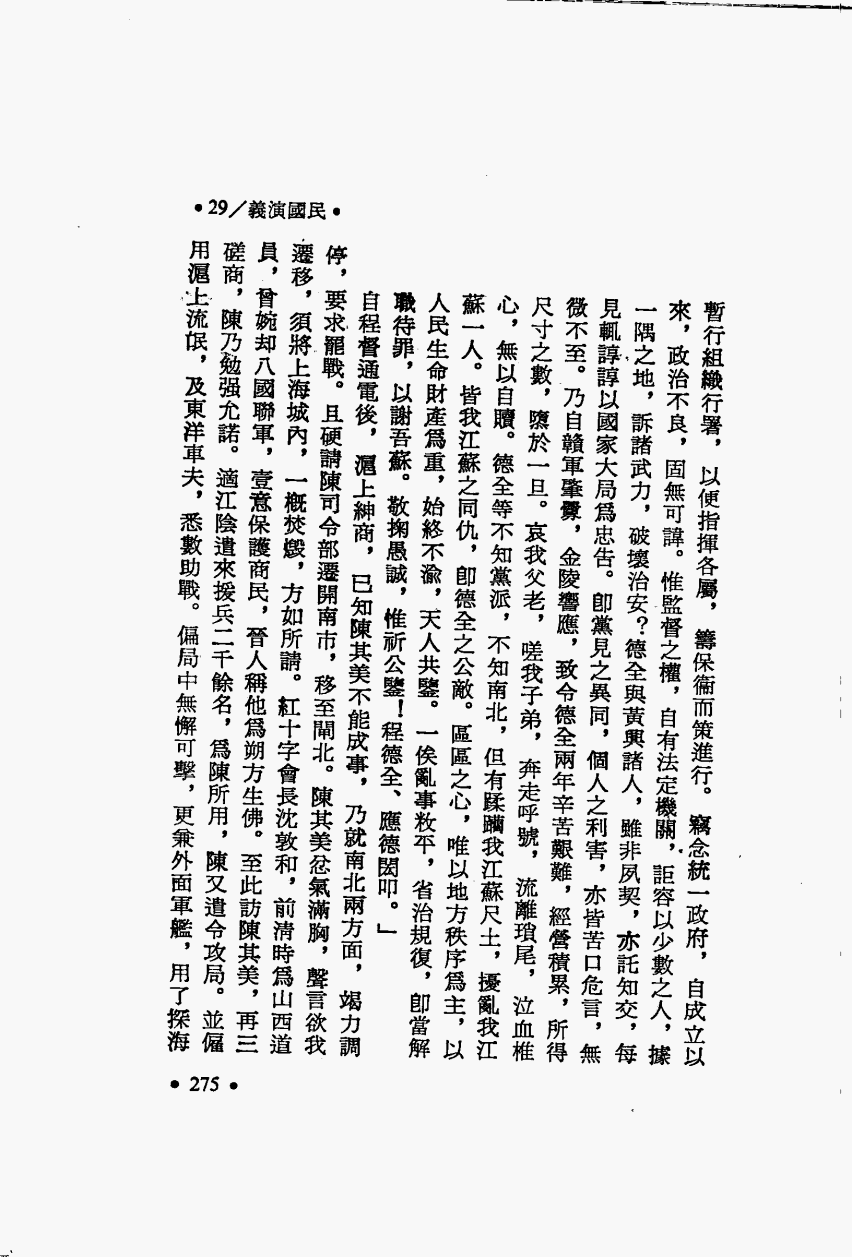 •29／義演國民•
暫行組織行署，以便指揮各屬，籌保衞而策進行。竊念統一政府，自成立以
來，政治不良，固無可諱。惟監督之權，自有法定機關，詎容以少數之人，據
一隅之地，訴諸武力，破壞治安？德全與黃興諸人，雖非夙契，亦託知交，每
見輒諄諄以國家大局爲忠告。卽黨見之異同，個人之利害，亦皆苦口危言，無
微不至。乃自贛軍肇釁，金陵響應，致令德全兩年辛苦艱難，經營積累，所得
尺寸之數，隳於一旦。哀我父老，嗟我子弟，奔走呼號，流離瑣尾，泣血椎
心，無以自贖。德全等不知黨派，不知南北，但有蹂躪我江蘇尺土，擾亂我江
蘇一人。皆我江蘇之同仇，卽德全之公敵。區區之心，唯以地方秩序爲主，以
人民生命財產爲重，始終不渝，天人共鑒。一俟亂事敉平，省治規復，卽當解
職待罪，以謝吾蘇。敬掬愚誠，惟祈公鑒！程德全、應德閎叩。」
自程督通電後，滬上紳商，已知陳其美不能成事，乃就南北兩方面，竭力調
停，要求罷戰。且硬請陳司令部遷開南市，移至閘北。陳其美忿氣滿胸，聲言欲我
遷移，須將上海城內，一槪焚燬，方如所請。紅十字會長沈敦和，前清時爲山西道
員，曾婉却八國聯軍，壹意保護商民，晉人稱他爲朔方生佛。至此訪陳其美，再三
磋商，陳乃勉强允諾。適江陰遣來援兵二千餘名，爲陳所用，陳又遣令攻局。並僱
用滬上流氓，及東洋車夫，悉數助戰。偏局中無懈可擊，更兼外面軍艦，用了探海
•275•